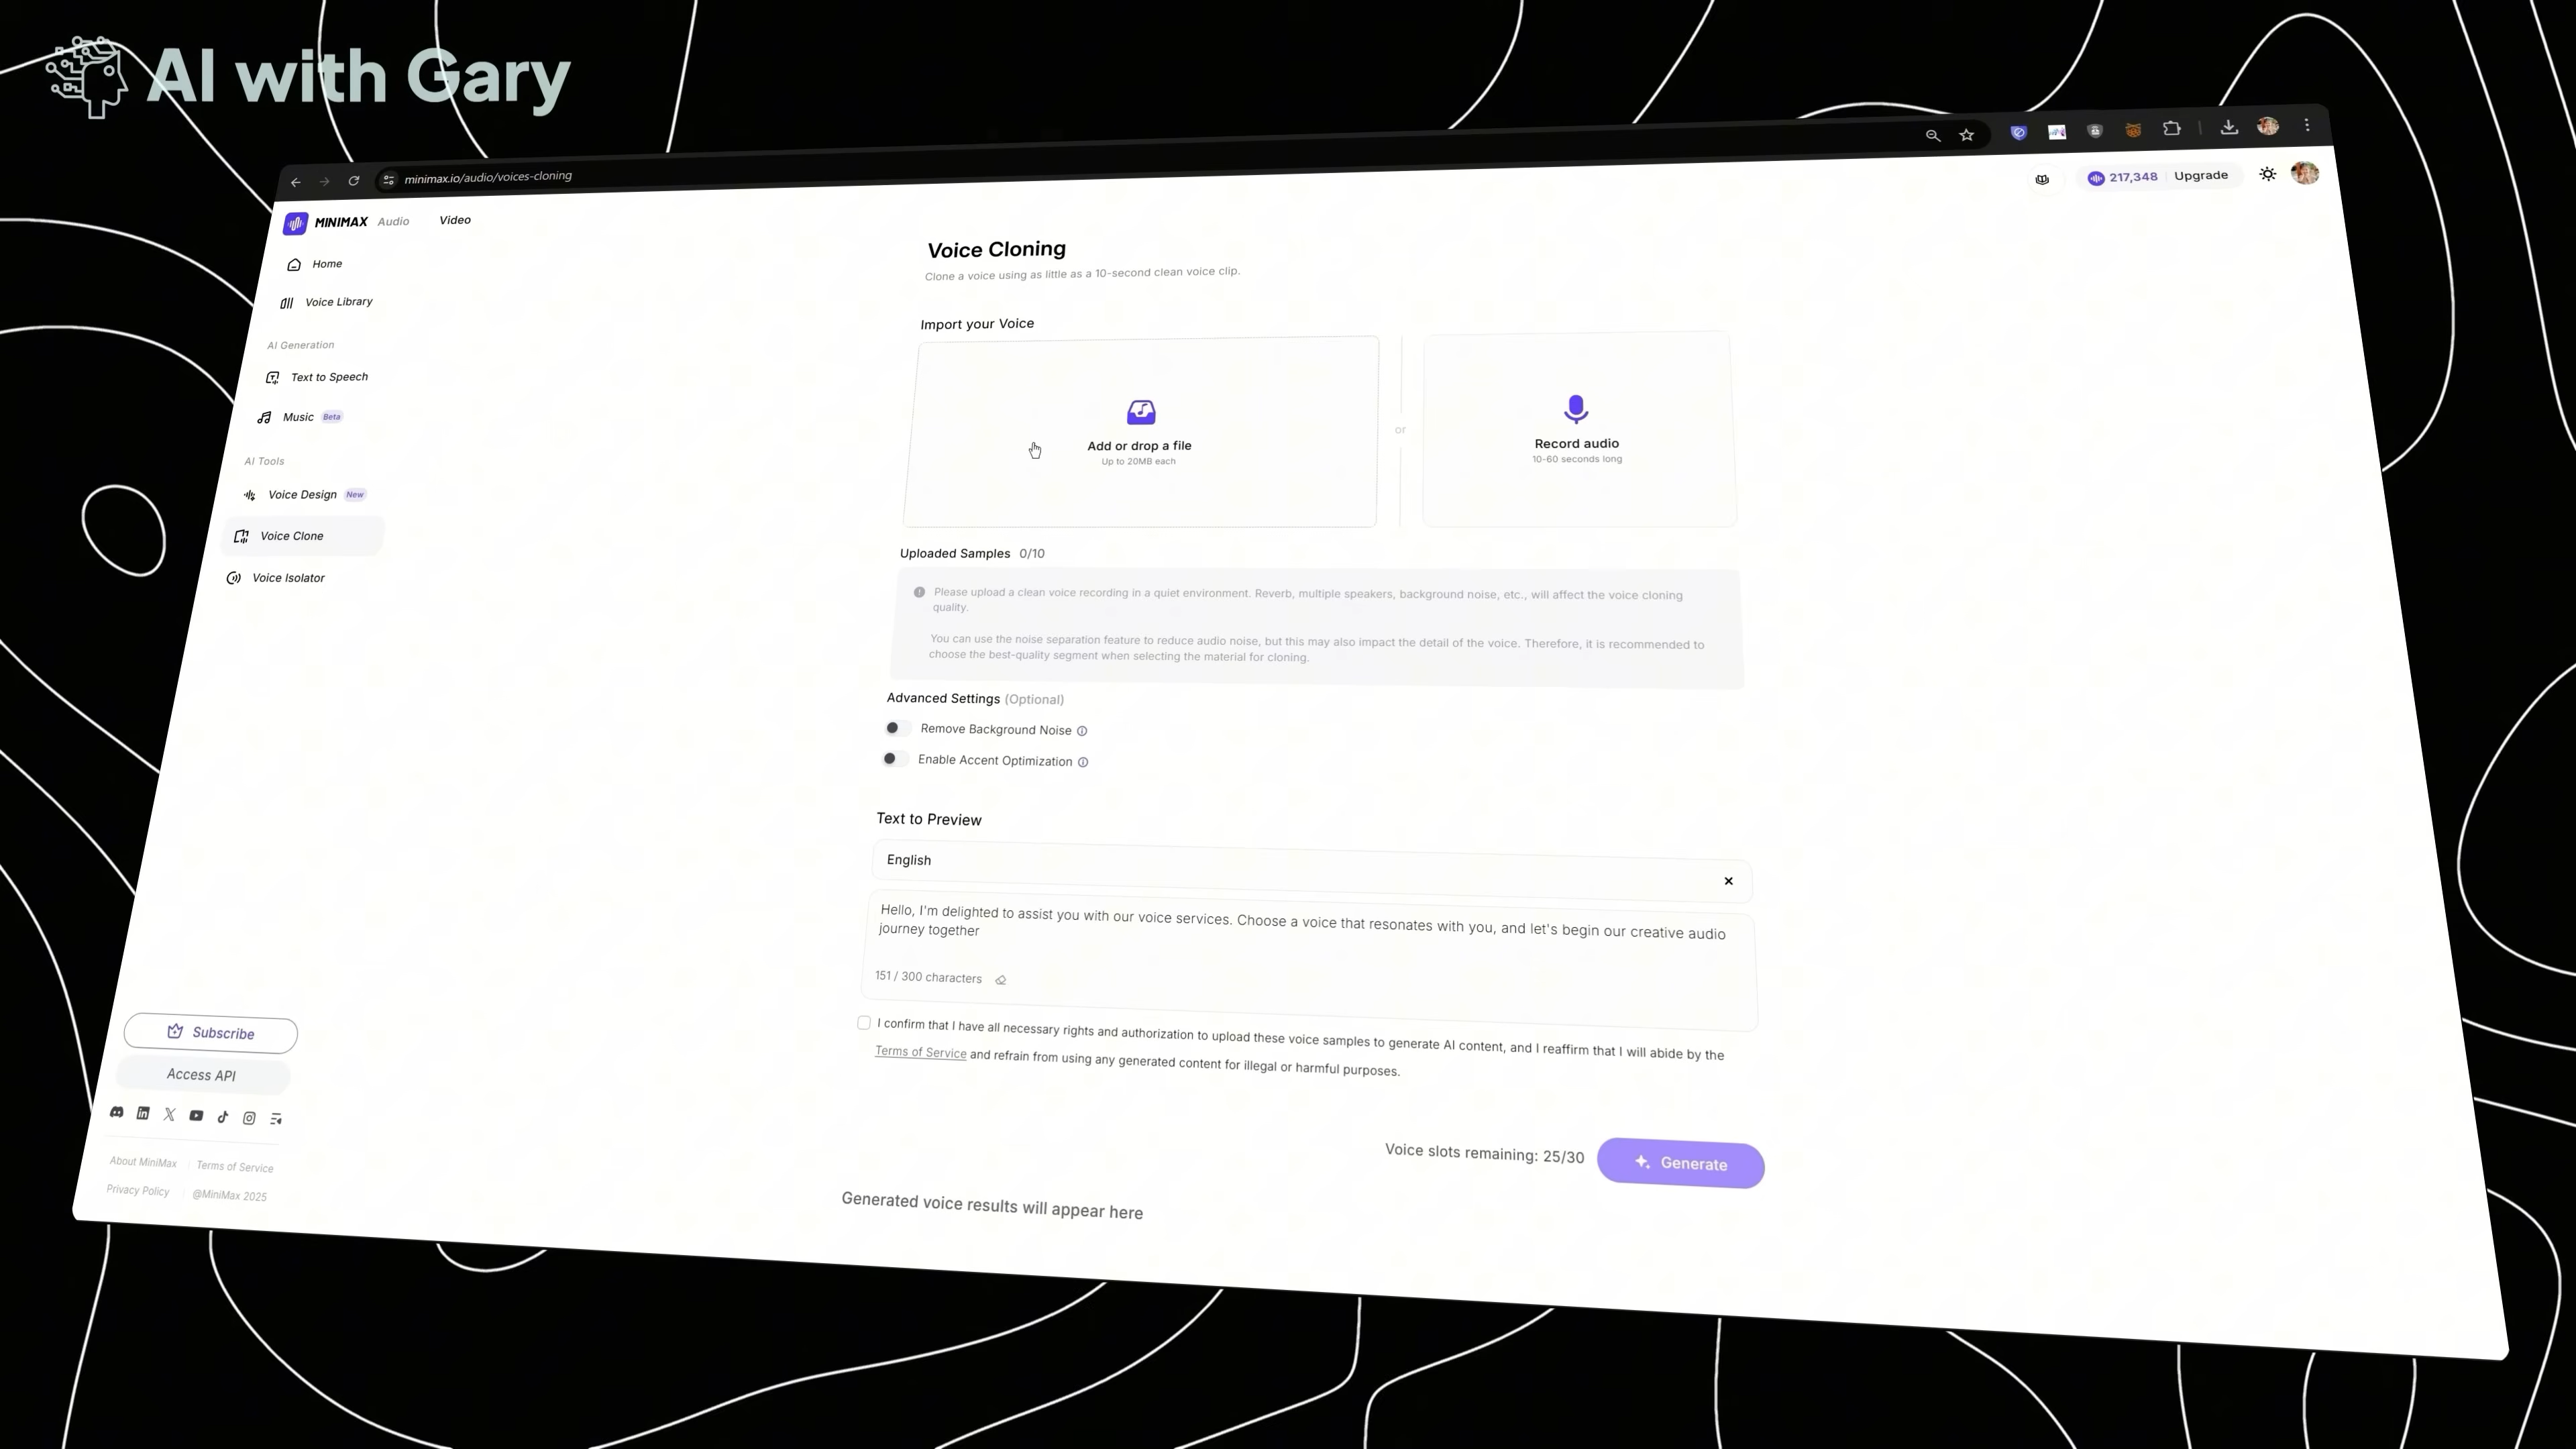 AI with Gary
minimax.io/audio/voices-cloning
MINIMAX Audio Video
217,348 Upgrade
Home
Voice Library
AI Generation
Text to Speech
Music Beta
AI Tools
Voice Design New
Voice Clone
Voice Isolator
Subscribe
Access API
About MiniMax Terms of Service
Privacy Policy @MiniMax 2025
Voice Cloning
Clone a voice using as little as a 10-second clean voice clip.
Import your Voice
Add or drop a file
Up to 20MB each
or
Record audio
10-60 seconds long
Uploaded Samples 0/10
Please upload a clean voice recording in a quiet environment. Reverb, multiple speakers, background noise, etc., will affect the voice cloning
quality.
You can use the noise separation feature to reduce audio noise, but this may also impact the detail of the voice. Therefore, it is recommended to
choose the best-quality segment when selecting the material for cloning.
Advanced Settings (Optional)
Remove Background Noise
Enable Accent Optimization
Text to Preview
English
Hello, I'm delighted to assist you with our voice services. Choose a voice that resonates with you, and let's begin our creative audio
journey together
151 / 300 characters
I confirm that I have all necessary rights and authorization to upload these voice samples to generate AI content, and I reaffirm that I will abide by the
Terms of Service and refrain from using any generated content for illegal or harmful purposes.
Voice slots remaining: 25/30
Generate
Generated voice results will appear here